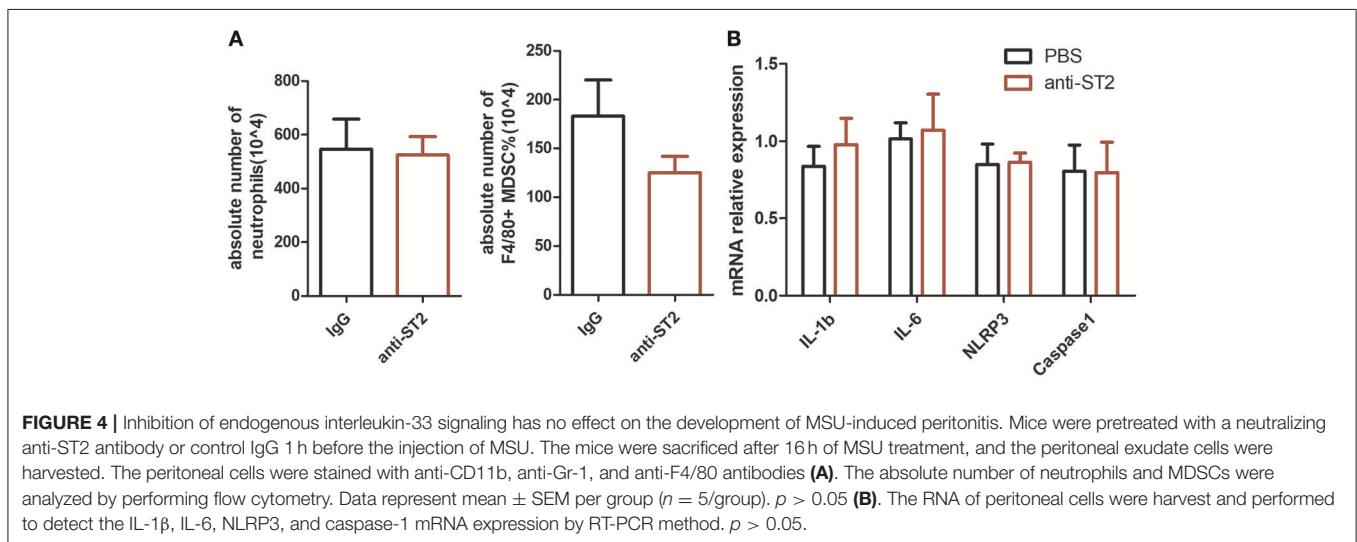 A
absolute number of
neutrophils(10^4)
800
600
400
200
0
IgG
anti-ST2
absolute number of
F4/80+ MDSC%(10^4)
250
200
150
100
50
0
IgG
anti-ST2
B
PBS
anti-ST2
mRNA relative expression
1.5
1.0
0.5
0.0
IL-1b
IL-6
NLRP3
Caspase1
FIGURE 4 | Inhibition of endogenous interleukin-33 signaling has no effect on the development of MSU-induced peritonitis. Mice were pretreated with a neutralizing
anti-ST2 antibody or control IgG 1 h before the injection of MSU. The mice were sacrificed after 16 h of MSU treatment, and the peritoneal exudate cells were
harvested. The peritoneal cells were stained with anti-CD11b, anti-Gr-1, and anti-F4/80 antibodies (A). The absolute number of neutrophils and MDSCs were
analyzed by performing flow cytometry. Data represent mean ± SEM per group (n = 5/group). p > 0.05 (B). The RNA of peritoneal cells were harvest and performed
to detect the IL-1β, IL-6, NLRP3, and caspase-1 mRNA expression by RT-PCR method. p > 0.05.